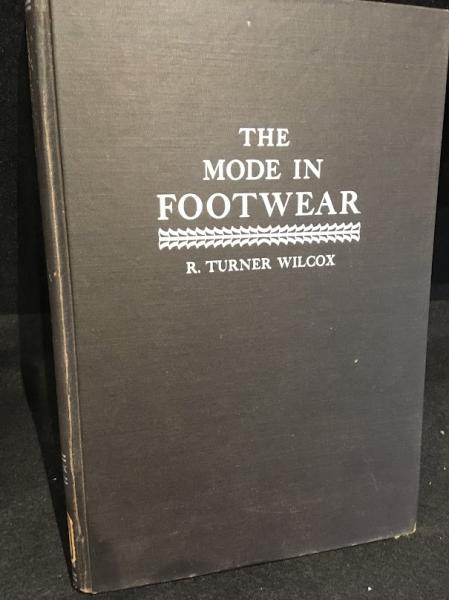 THE
MODE IN
FOOTWEAR
R. TURNER WILCOX